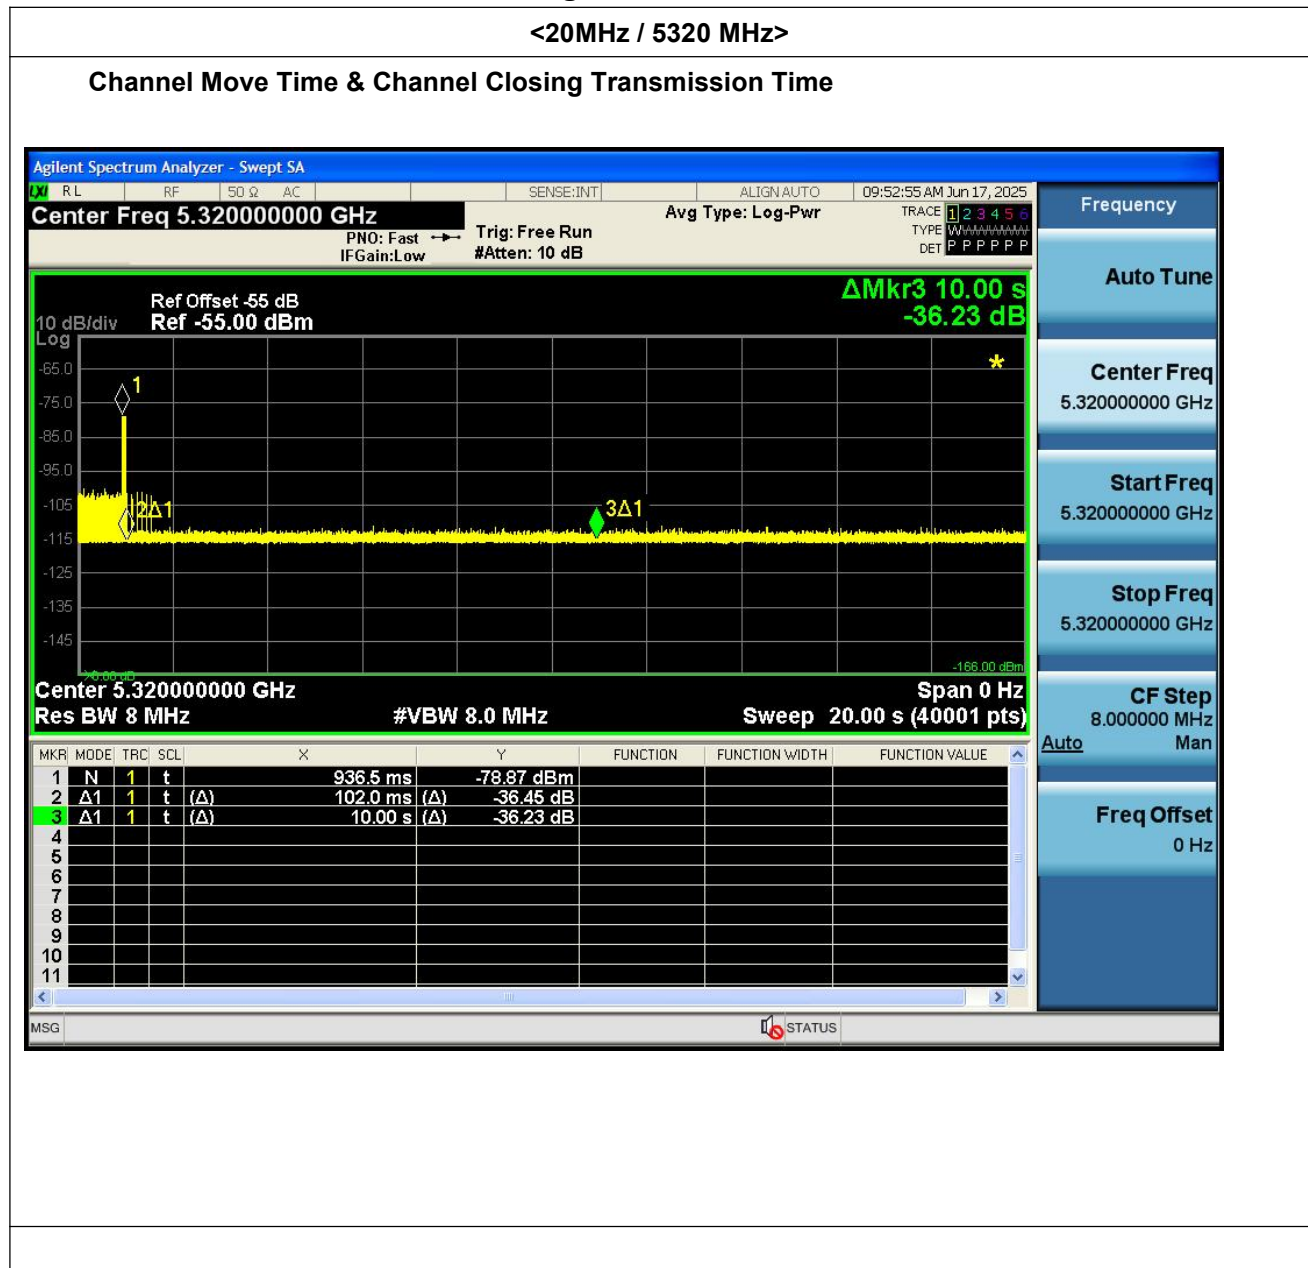 <20MHz / 5320 MHz>
Channel Move Time & Channel Closing Transmission Time
Agilent Spectrum Analyzer - Swept SA
LXI RL RF 50 Ω AC SENSE:INT ALIGN AUTO 09:52:55 AM Jun 17, 2025
Center Freq 5.320000000 GHz
PNO: Fast
IFGain:Low
Trig: Free Run
#Atten: 10 dB
Avg Type: Log-Pwr
TRACE 1 2 3 4 5 6
TYPE
DET P P P P P P
Ref Offset -55 dB
10 dB/div Ref -55.00 dBm
Log
ΔMkr3 10.00 s
-36.23 dB
-65.0
-75.0
-85.0
-95.0
-105
-115
-125
-135
-145
1
2Δ1
3Δ1
*
-166.00 dBm
Center 5.320000000 GHz Span 0 Hz
Res BW 8 MHz #VBW 8.0 MHz Sweep 20.00 s (40001 pts)
MKR MODE TRC SCL X Y FUNCTION FUNCTION WIDTH FUNCTION VALUE
1 N 1 t 936.5 ms -78.87 dBm
2 Δ1 1 t (Δ) 102.0 ms (Δ) -36.45 dB
3 Δ1 1 t (Δ) 10.00 s (Δ) -36.23 dB
4
5
6
7
8
9
10
11
MSG STATUS
Frequency
Auto Tune
Center Freq
5.320000000 GHz
Start Freq
5.320000000 GHz
Stop Freq
5.320000000 GHz
CF Step
8.000000 MHz
Auto Man
Freq Offset
0 Hz